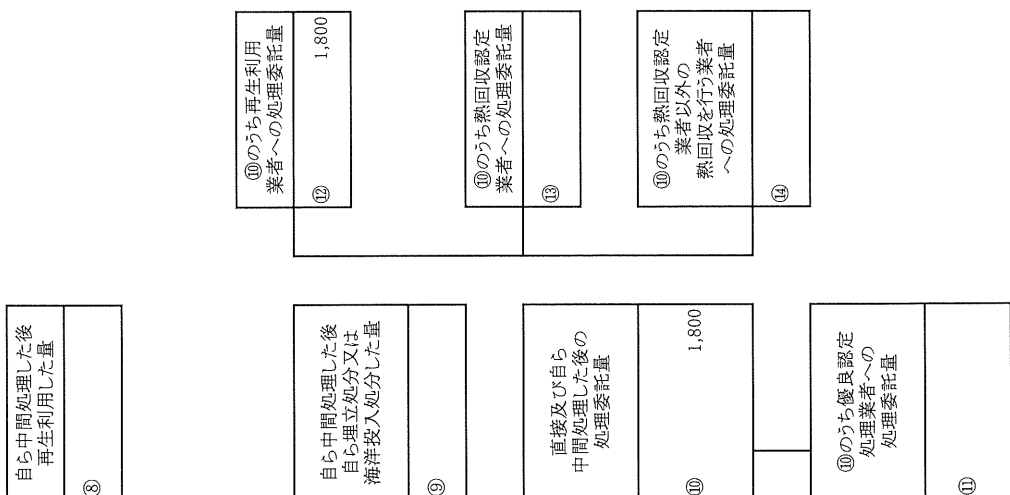 自ら中間処理した後
再生利用した量
⑧
自ら中間処理した後
自ら埋立処分又は
海洋投入処分した量
⑨
直接及び自ら
中間処理した後の
処理委託量
⑩
1,800
⑩のうち優良認定
処理業者への
処理委託量
⑪
⑩のうち再生利用
業者への処理委託量
⑫
1,800
⑩のうち熱回収認定
業者への処理委託量
⑬
⑩のうち熱回収認定
業者以外の
熱回収を行う業者
への処理委託量
⑭